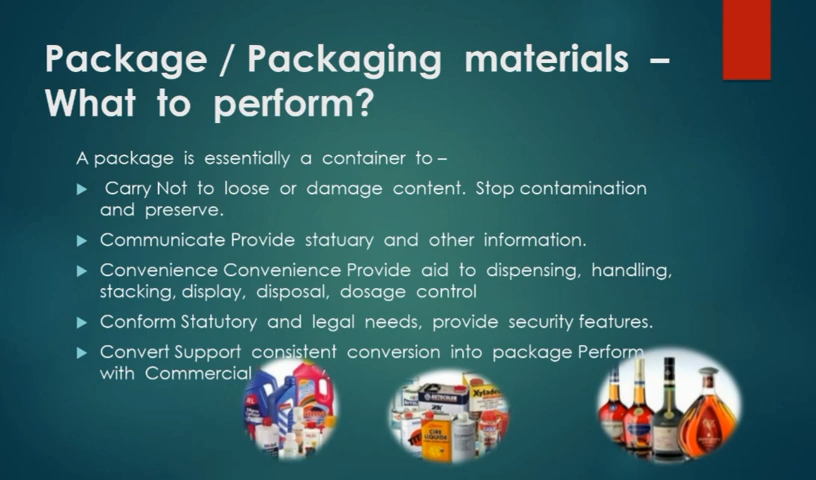 Package / Packaging materials –
What to perform?
A package is essentially a container to –
Carry Not to loose or damage content. Stop contamination
and preserve.
Communicate Provide statuary and other information.
Convenience Convenience Provide aid to dispensing, handling,
stacking, display, disposal, dosage control
Conform Statutory and legal needs, provide security features.
Convert Support consistent conversion into package Perform
with Commercial
CIRE
LIQUIDE